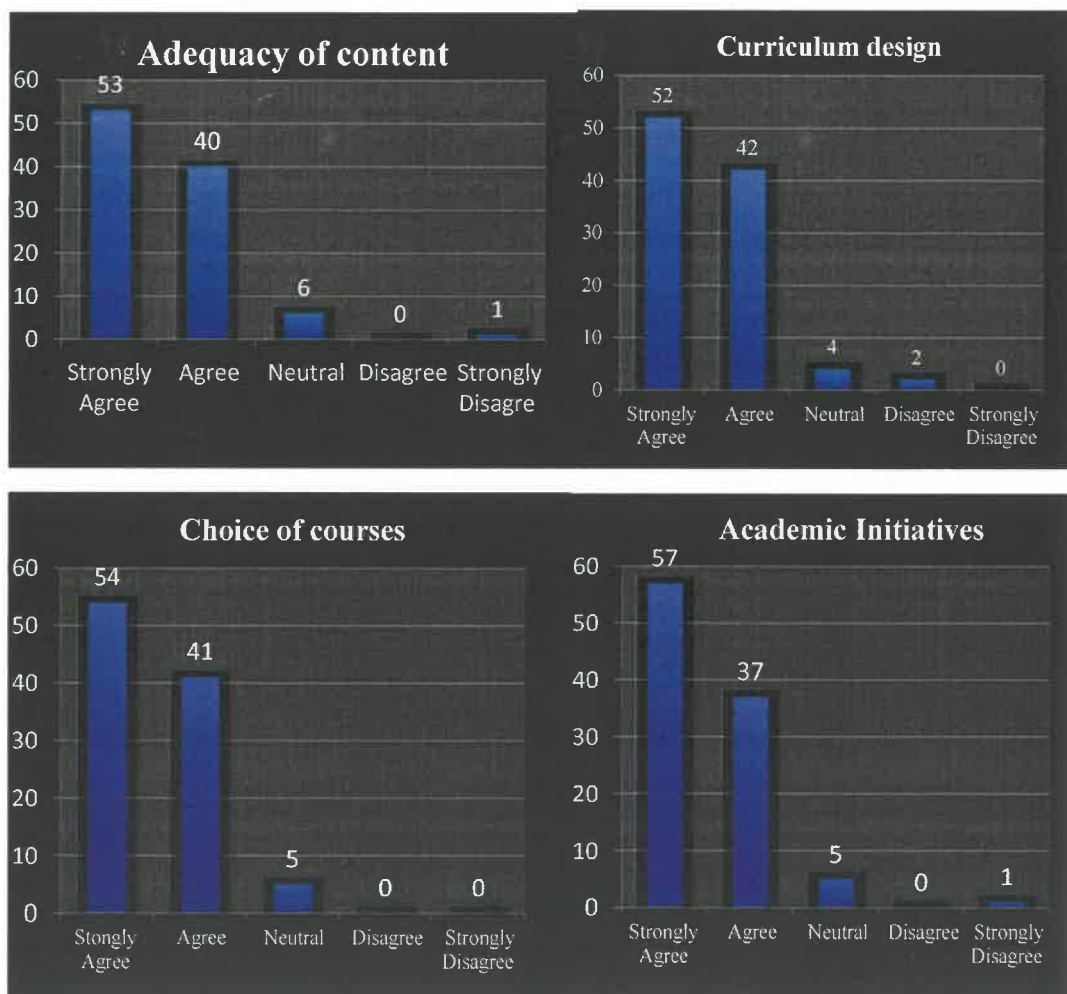 Adequacy of content
60
50
40
30
20
10
0
53
40
6
0
1
Strongly Agree
Agree
Neutral
Disagree
Strongly Disagre
Curriculum design
60
50
40
30
20
10
0
52
42
4
2
0
Strongly Agree
Agree
Neutral
Disagree
Strongly Disagree
Choice of courses
60
50
40
30
20
10
0
54
41
5
0
0
Stongly Agree
Agree
Neutral
Disagree
Strongly Disagree
Academic Initiatives
60
50
40
30
20
10
0
57
37
5
0
1
Strongly Agree
Agree
Neutral
Disagree
Strongly Disagree